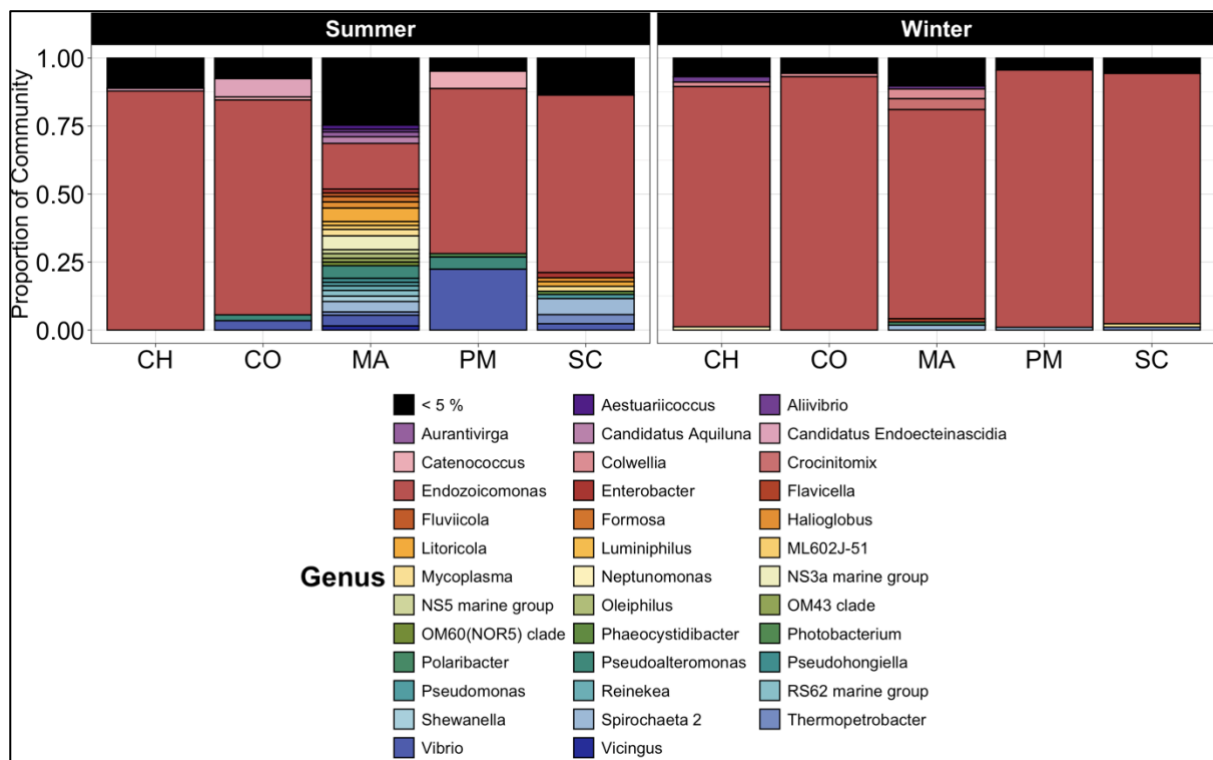 Summer Winter
1.00
0.75
0.50
0.25
0.00
Proportion of Community
CH CO MA PM SC CH CO MA PM SC
Genus
< 5 % Aestuariicoccus Aliivibrio
Aurantivirga Candidatus Aquiluna Candidatus Endoecteinascidia
Catenococcus Colwellia Crocinitomix
Endozoicomonas Enterobacter Flavicella
Fluviicola Formosa Halioglobus
Litoricola Luminiphilus ML602J-51
Mycoplasma Neptunomonas NS3a marine group
NS5 marine group Oleiphilus OM43 clade
OM60(NOR5) clade Phaeocystidibacter Photobacterium
Polaribacter Pseudoalteromonas Pseudohongiella
Pseudomonas Reinekea RS62 marine group
Shewanella Spirochaeta 2 Thermopetrobacter
Vibrio Vicingus